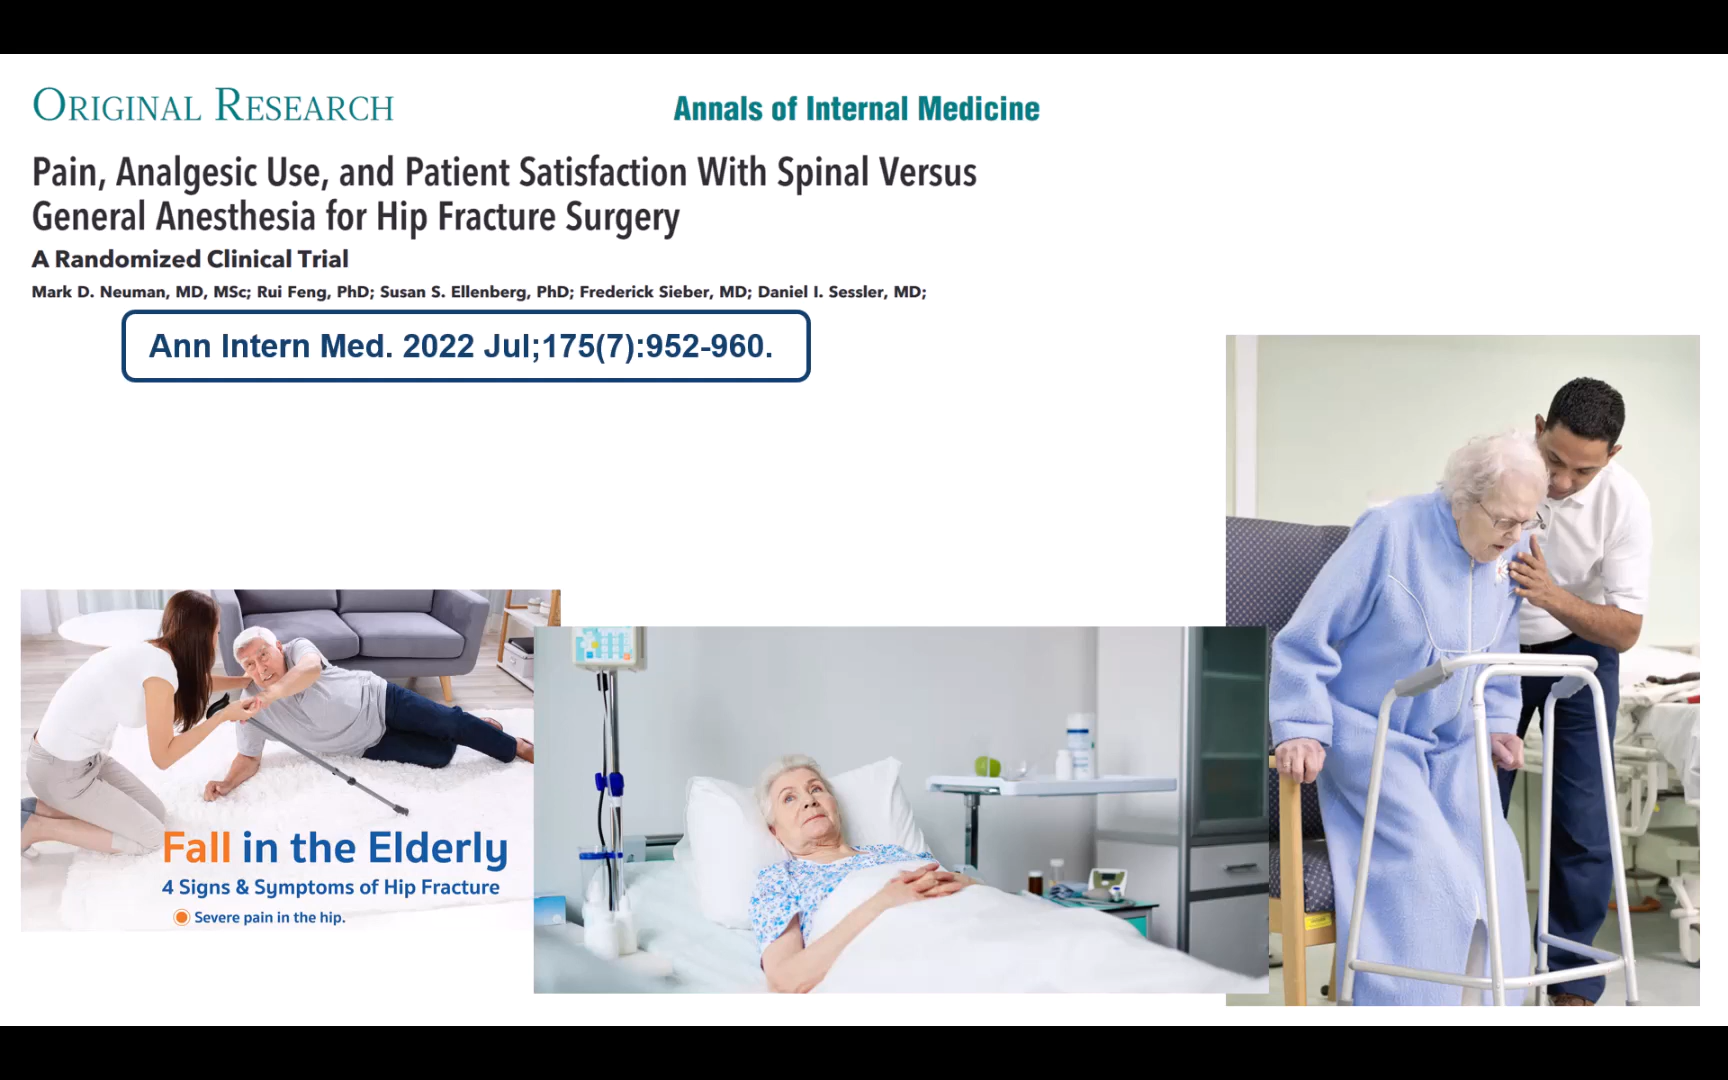 ORIGINAL RESEARCH
Annals of Internal Medicine
Pain, Analgesic Use, and Patient Satisfaction With Spinal Versus
General Anesthesia for Hip Fracture Surgery
A Randomized Clinical Trial
Mark D. Neuman, MD, MSc; Rui Feng, PhD; Susan S. Ellenberg, PhD; Frederick Sieber, MD; Daniel I. Sessler, MD;
Ann Intern Med. 2022 Jul;175(7):952-960.
Fall in the Elderly
4 Signs & Symptoms of Hip Fracture
Severe pain in the hip.